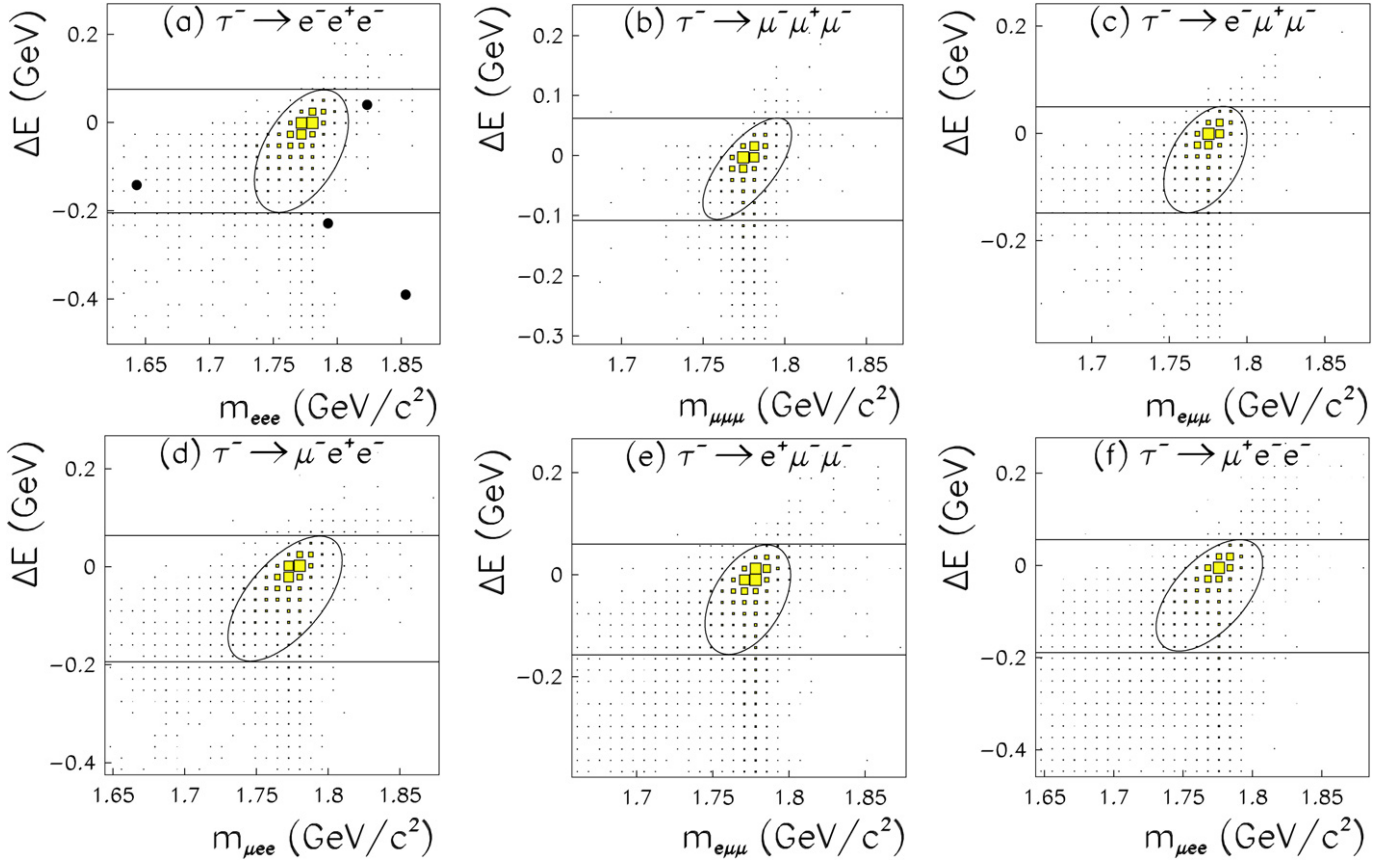 (a) τ⁻ → e⁻e⁺e⁻
ΔE (GeV)
0.2
0
−0.2
−0.4
1.65 1.7 1.75 1.8 1.85
m_eee (GeV/c²)
(b) τ⁻ → μ⁻μ⁺μ⁻
ΔE (GeV)
0.2
0.1
0
−0.1
−0.2
−0.3
1.7 1.75 1.8
m_μμμ (GeV/c²)
(c) τ⁻ → e⁻μ⁺μ⁻
ΔE (GeV)
0.2
0
−0.2
1.7 1.75 1.8 1.85
m_eμμ (GeV/c²)
(d) τ⁻ → μ⁻e⁺e⁻
ΔE (GeV)
0.2
0
−0.2
−0.4
1.65 1.7 1.75 1.8 1.85
m_μee (GeV/c²)
(e) τ⁻ → e⁺μ⁻μ⁻
ΔE (GeV)
0.2
0
−0.2
1.7 1.75 1.8 1.85
m_eμμ (GeV/c²)
(f) τ⁻ → μ⁺e⁻e⁻
ΔE (GeV)
0.2
0
−0.2
−0.4
1.65 1.7 1.75 1.8 1.85
m_μee (GeV/c²)